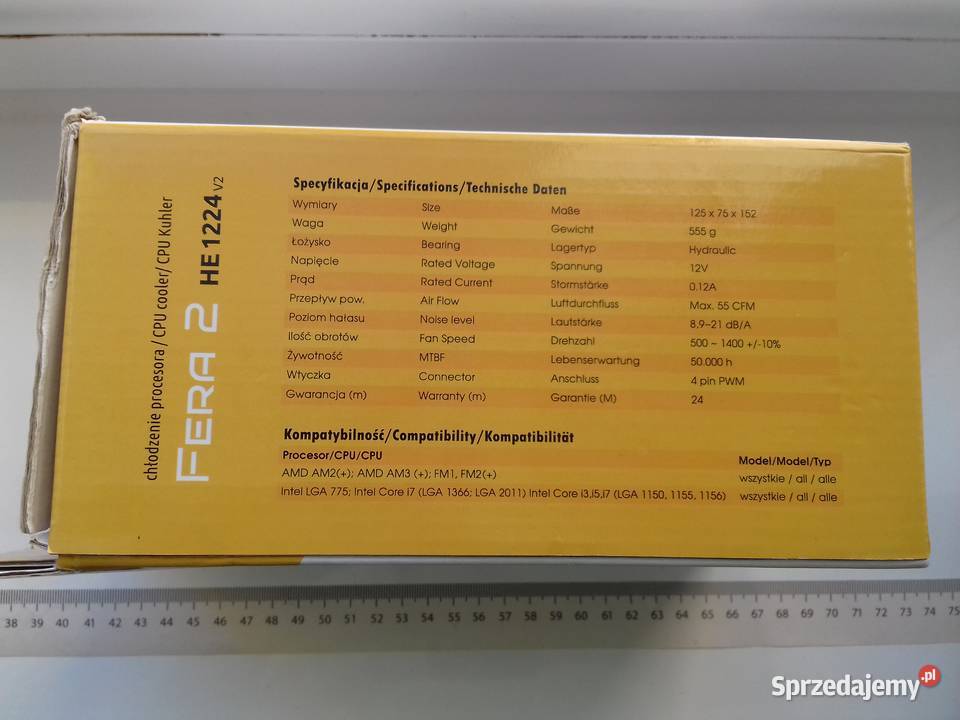 chłodzenie procesora / CPU cooler/ CPU Kuhler
FERA 2 HE1224 V2
Specyfikacja/Specifications/Technische Daten
Wymiary Size Maße 125 x 75 x 152
Waga Weight Gewicht 555 g
Łożysko Bearing Lagertyp Hydraulic
Napięcie Rated Voltage Spannung 12V
Prąd Rated Current Stormstärke 0.12A
Przepływ pow. Air Flow Luftdurchfluss Max. 55 CFM
Poziom hałasu Noise level Lautstärke 8,9~21 dB/A
Ilość obrotów Fan Speed Drehzahl 500 ~ 1400 +/-10%
Żywotność MTBF Lebenserwartung 50.000 h
Wtyczka Connector Anschluss 4 pin PWM
Gwarancja (m) Warranty (m) Garantie (M) 24
Kompatybilność/Compatibility/Kompatibilität
Procesor/CPU/CPU Model/Model/Typ
AMD AM2(+); AMD AM3 (+); FM1, FM2(+) wszystkie / all / alle
Intel LGA 775; Intel Core i7 (LGA 1366; LGA 2011) Intel Core i3,i5,i7 (LGA 1150, 1155, 1156) wszystkie / all / alle
38 39 40 41 42 43 44 45 46 47 48 49 50 51 52 53 54 55 56 57 58 59 60 61 62 63 64 65 66 67 68 69 70 71 72 73 74 75
Sprzedajemy.pl